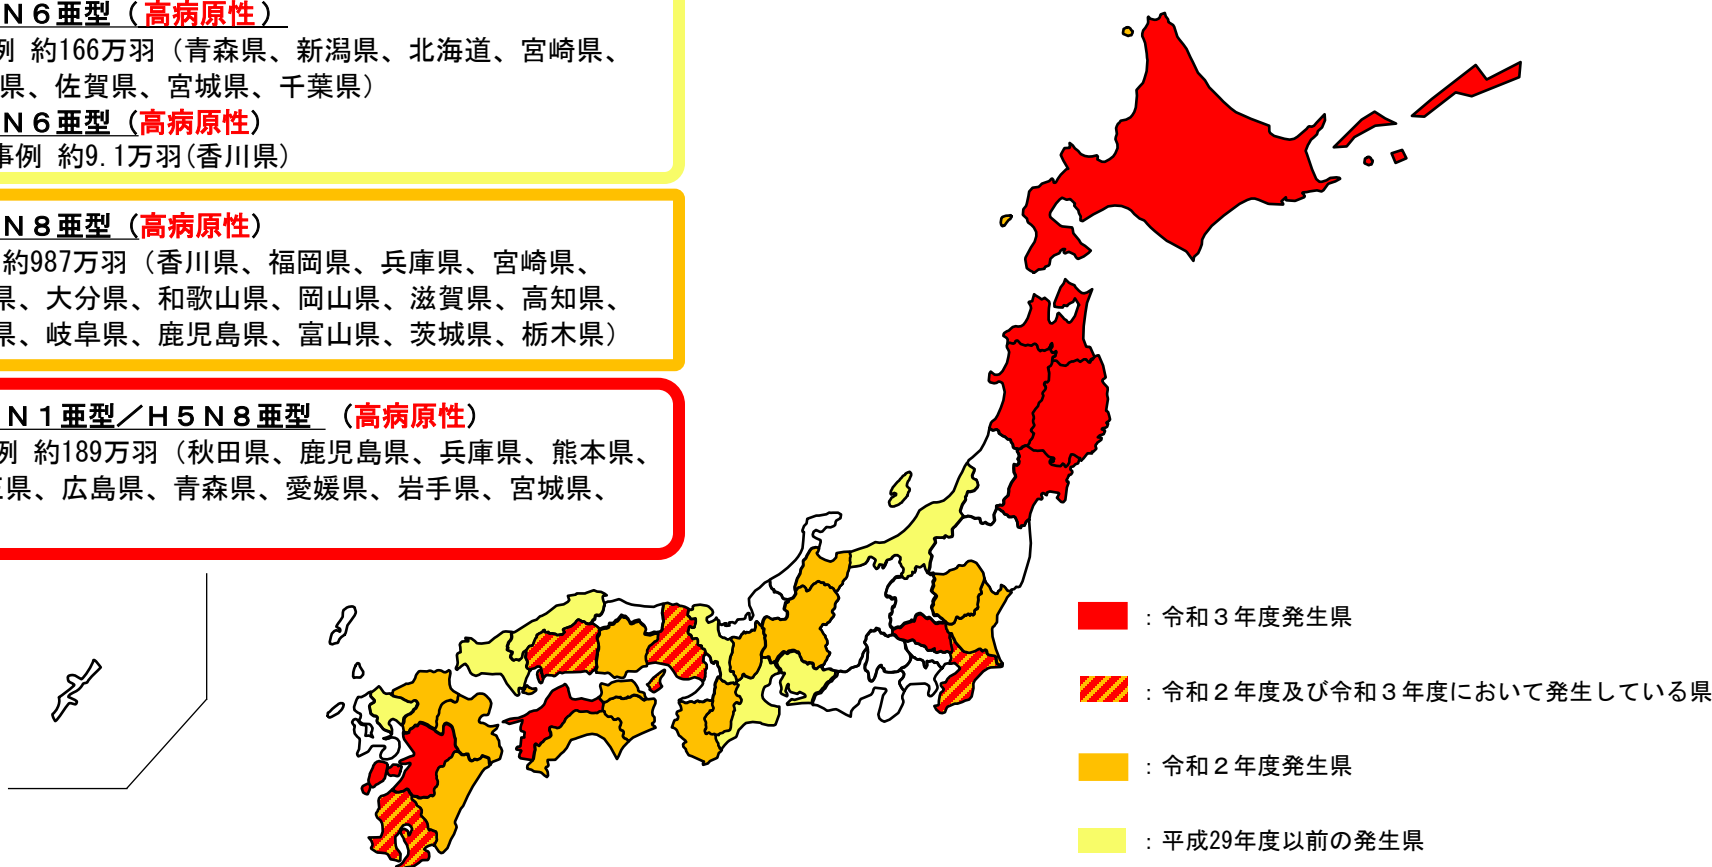 Ｎ６亜型（高病原性）
例 約166万羽（青森県、新潟県、北海道、宮崎県、
県、佐賀県、宮城県、千葉県）
Ｎ６亜型（高病原性）
事例 約9.1万羽(香川県)
Ｎ８亜型（高病原性）
約987万羽（香川県、福岡県、兵庫県、宮崎県、
県、大分県、和歌山県、岡山県、滋賀県、高知県、
県、岐阜県、鹿児島県、富山県、茨城県、栃木県）
Ｎ１亜型／Ｈ５Ｎ８亜型 （高病原性）
例 約189万羽（秋田県、鹿児島県、兵庫県、熊本県、
県、広島県、青森県、愛媛県、岩手県、宮城県、
：令和３年度発生県
：令和２年度及び令和３年度において発生している県
：令和２年度発生県
：平成29年度以前の発生県